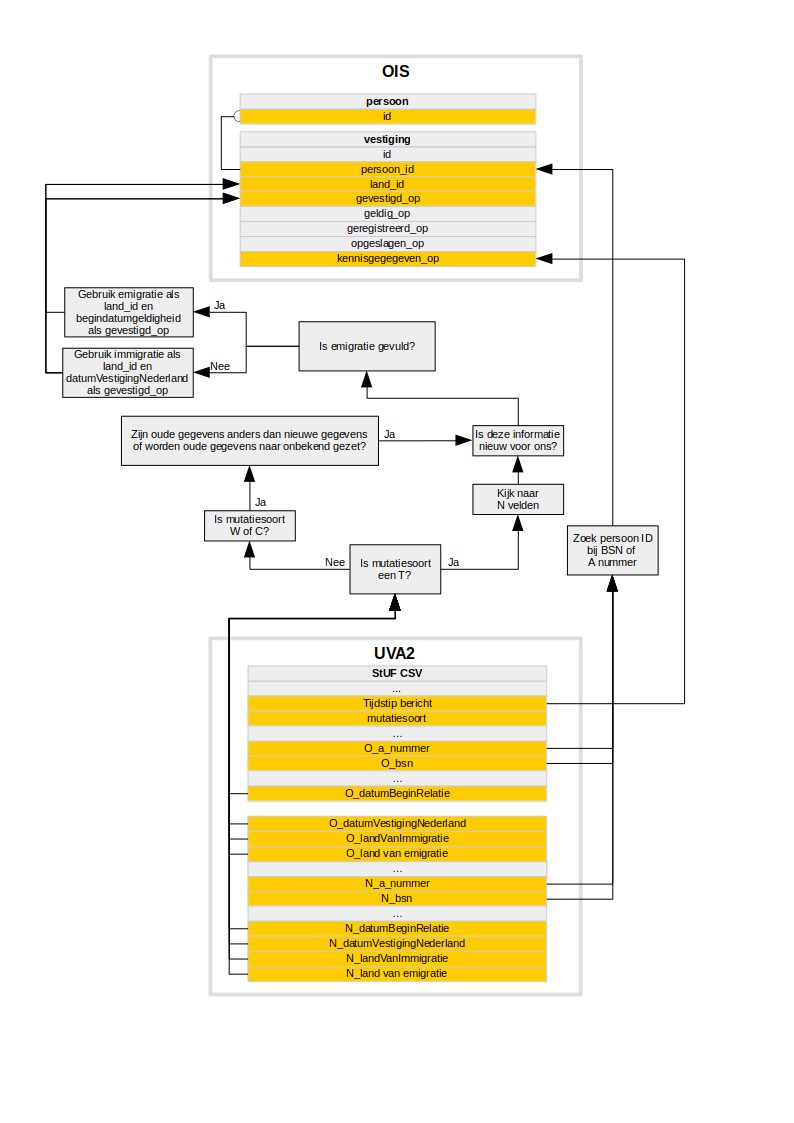 OIS
persoon
id
vestiging
id
persoon_id
land_id
gevestigd_op
geldig_op
geregistreerd_op
opgeslagen_op
kennisgegegeven_op
Gebruik emigratie als
land_id en
begindatumgeldigheid
als gevestigd_op
Ja
Is emigratie gevuld?
Gebruik immigratie als
land_id en
datumVestigingNederland
als gevestigd_op
Nee
Zijn oude gegevens anders dan nieuwe gegevens
of worden oude gegevens naar onbekend gezet?
Ja
Is deze informatie
nieuw voor ons?
Kijk naar
N velden
Ja
Is mutatiesoort
W of C?
Zoek persoon ID
bij BSN of
A nummer
Nee
Is mutatiesoort
een T?
Ja
UVA2
StUF CSV
...
Tijdstip bericht
mutatiesoort
...
O_a_nummer
O_bsn
...
O_datumBeginRelatie
O_datumVestigingNederland
O_landVanImmigratie
O_land van emigratie
...
N_a_nummer
N_bsn
...
N_datumBeginRelatie
N_datumVestigingNederland
N_landVanImmigratie
N_land van emigratie